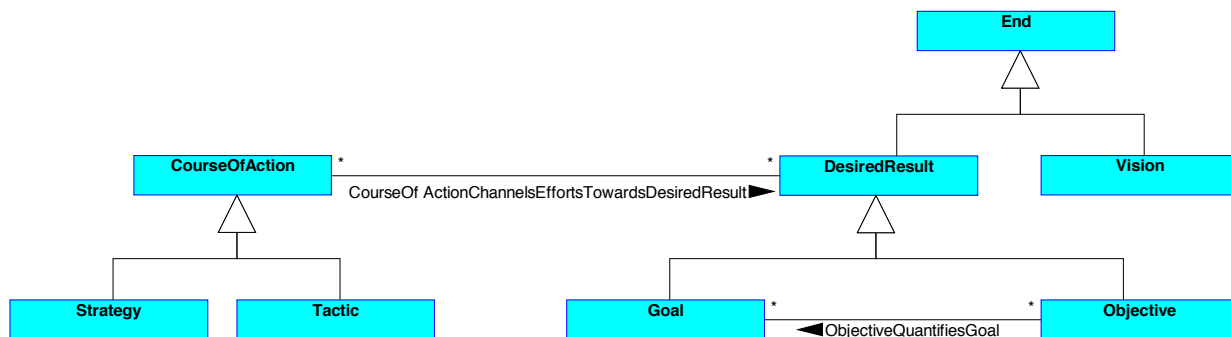 End
CourseOfAction
*
*
DesiredResult
Vision
CourseOf ActionChannelsEffortsTowardsDesiredResult
Strategy
Tactic
Goal
*
*
Objective
ObjectiveQuantifiesGoal